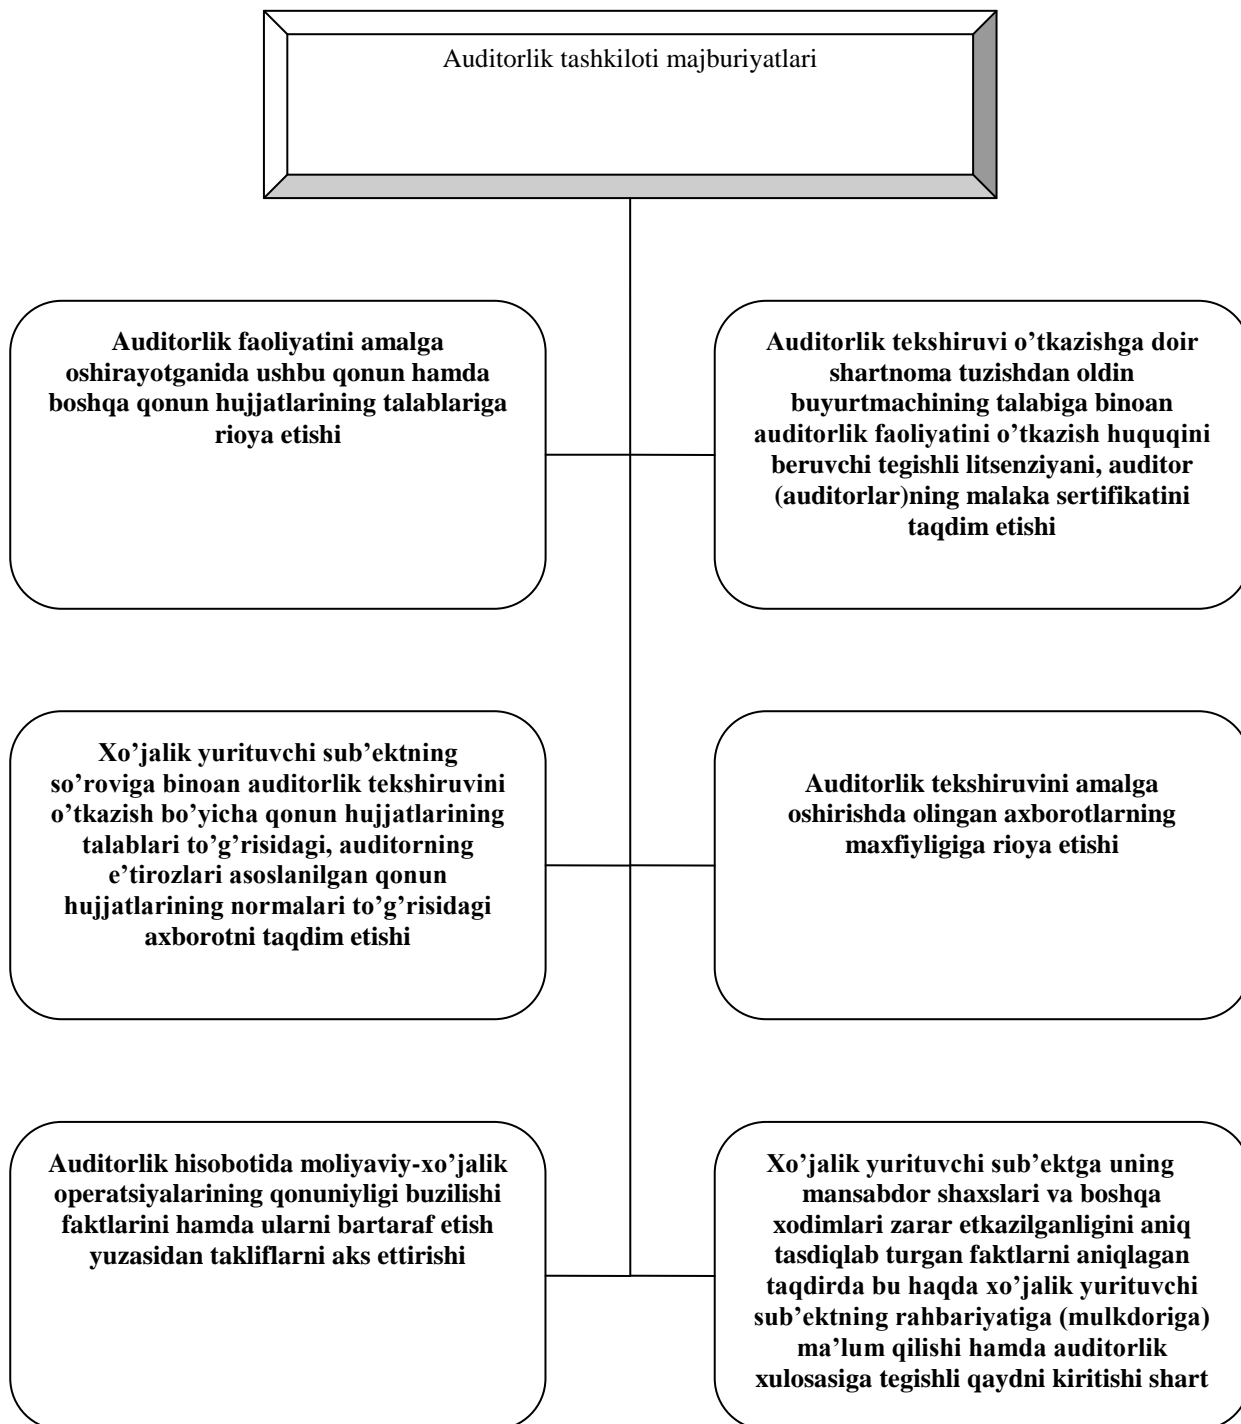 Auditorlik tashkiloti majburiyatlari
Auditorlik faoliyatini amalga
oshirayotganida ushbu qonun hamda
boshqa qonun hujjatlarining talablariga
rioya etishi
Auditorlik tekshiruvi o’tkazishga doir
shartnoma tuzishdan oldin
buyurtmachining talabiga binoan
auditorlik faoliyatini o’tkazish huquqini
beruvchi tegishli litsenziyani, auditor
(auditorlar)ning malaka sertifikatini
taqdim etishi
Xo’jalik yurituvchi sub’ektning
so’roviga binoan auditorlik tekshiruvini
o’tkazish bo’yicha qonun hujjatlarining
talablari to’g’risidagi, auditorning
e’tirozlari asoslanilgan qonun
hujjatlarining normalari to’g’risidagi
axborotni taqdim etishi
Auditorlik tekshiruvini amalga
oshirishda olingan axborotlarning
maxfiyligiga rioya etishi
Auditorlik hisobotida moliyaviy-xo’jalik
operatsiyalarining qonuniyligi buzilishi
faktlarini hamda ularni bartaraf etish
yuzasidan takliflarni aks ettirishi
Xo’jalik yurituvchi sub’ektga uning
mansabdor shaxslari va boshqa
xodimlari zarar etkazilganligini aniq
tasdiqlab turgan faktlarni aniqlagan
taqdirda bu haqda xo’jalik yurituvchi
sub’ektning rahbariyatiga (mulkdoriga)
ma’lum qilishi hamda auditorlik
xulosasiga tegishli qaydni kiritishi shart